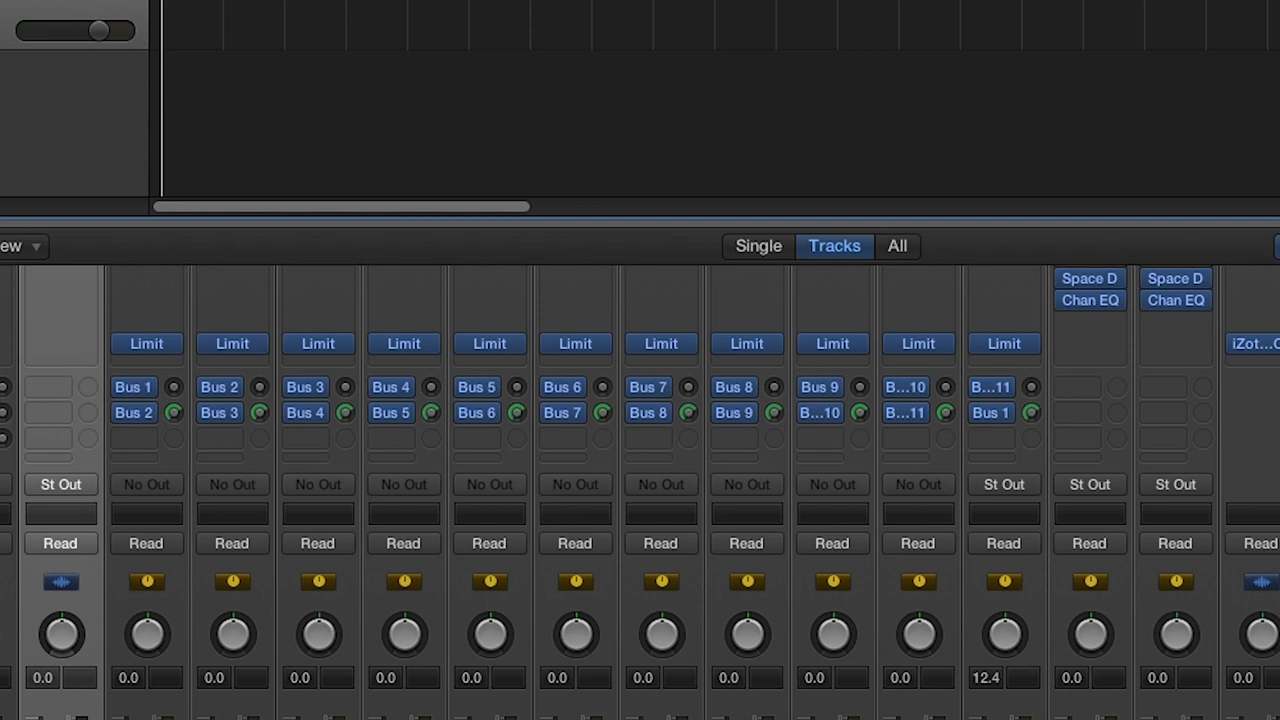 ew
Single Tracks All
Space D Space D
Chan EQ Chan EQ
Limit Limit Limit Limit Limit Limit Limit Limit Limit Limit Limit iZot...O
Bus 1 Bus 2 Bus 3 Bus 4 Bus 5 Bus 6 Bus 7 Bus 8 Bus 9 B...10 B...11
Bus 2 Bus 3 Bus 4 Bus 5 Bus 6 Bus 7 Bus 8 Bus 9 B...10 B...11 Bus 1
St Out No Out No Out No Out No Out No Out No Out No Out No Out No Out No Out St Out St Out St Out
Read Read Read Read Read Read Read Read Read Read Read Read Read Read Read
0.0 0.0 0.0 0.0 0.0 0.0 0.0 0.0 0.0 0.0 0.0 12.4 0.0 0.0 0.0